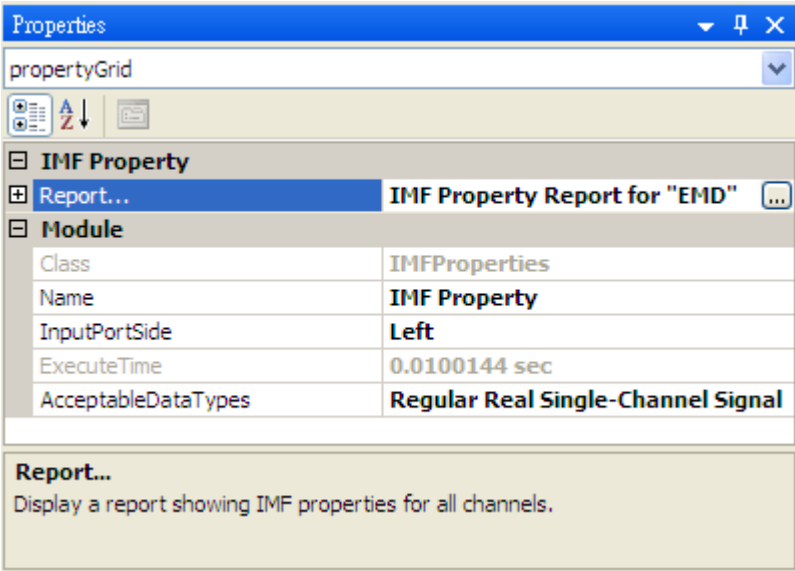 Properties
propertyGrid
IMF Property
Report... IMF Property Report for "EMD" ...
Module
Class IMFProperties
Name IMF Property
InputPortSide Left
ExecuteTime 0.0100144 sec
AcceptableDataTypes Regular Real Single-Channel Signal
Report...
Display a report showing IMF properties for all channels.